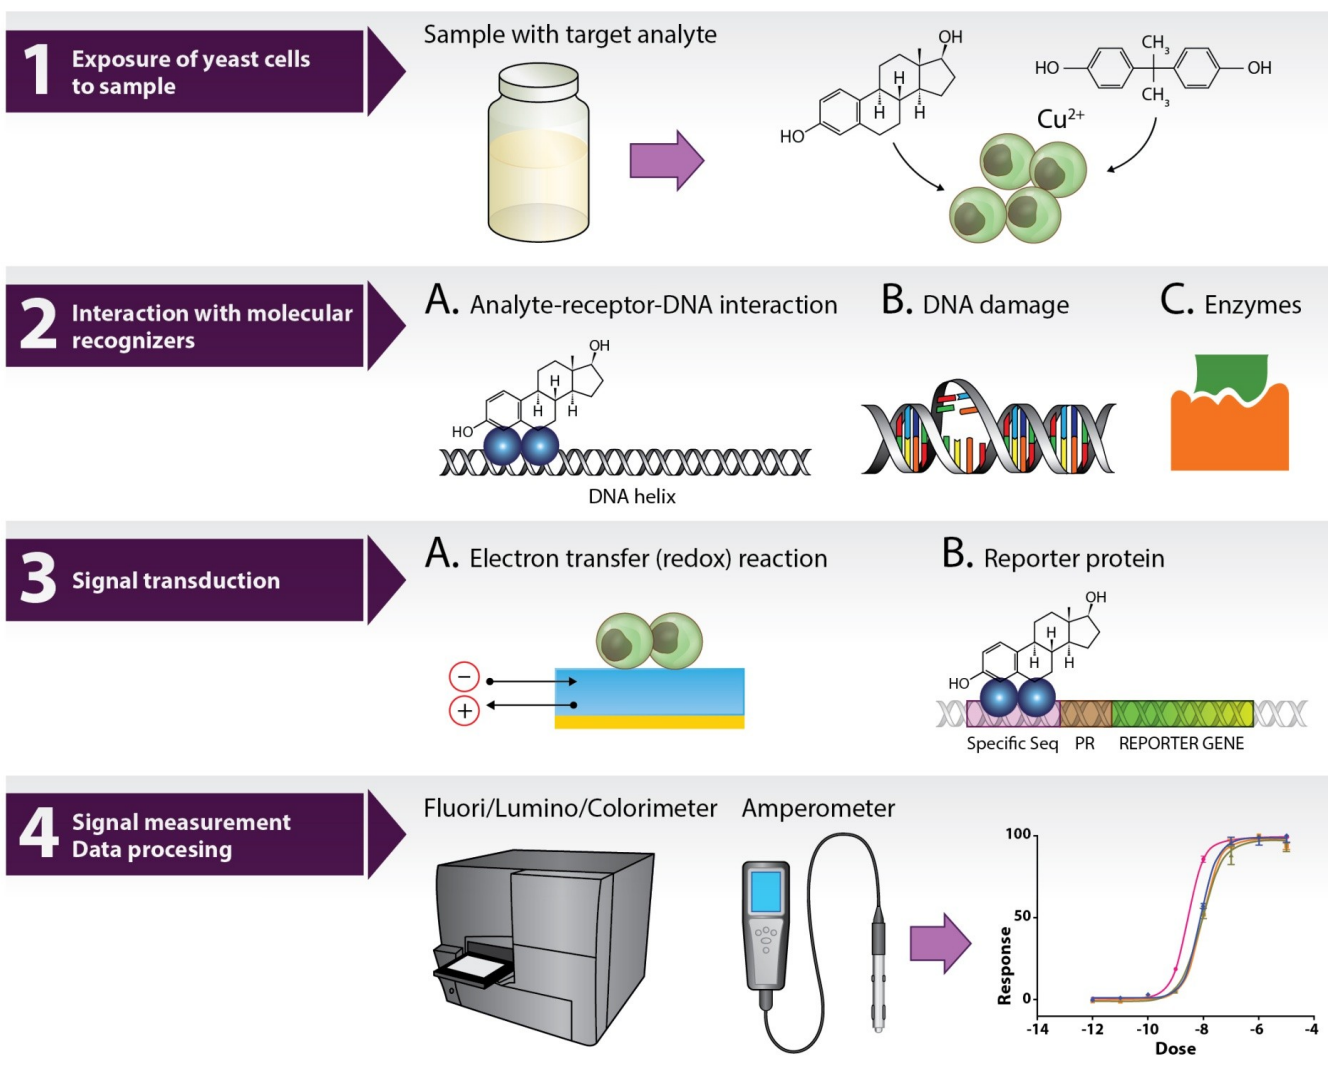 1
Exposure of yeast cells
to sample
Sample with target analyte
OH
H
H
H
HO
HO
CH3
CH3
OH
Cu2+
2
Interaction with molecular
recognizers
A. Analyte-receptor-DNA interaction
OH
H
H
H
HO
DNA helix
B. DNA damage
C. Enzymes
3
Signal transduction
A. Electron transfer (redox) reaction
−
+
B. Reporter protein
OH
H
H
H
HO
Specific Seq PR REPORTER GENE
4
Signal measurement
Data procesing
Fluori/Lumino/Colorimeter
Amperometer
Response
100
50
0
-14 -12 -10 -8 -6 -4
Dose